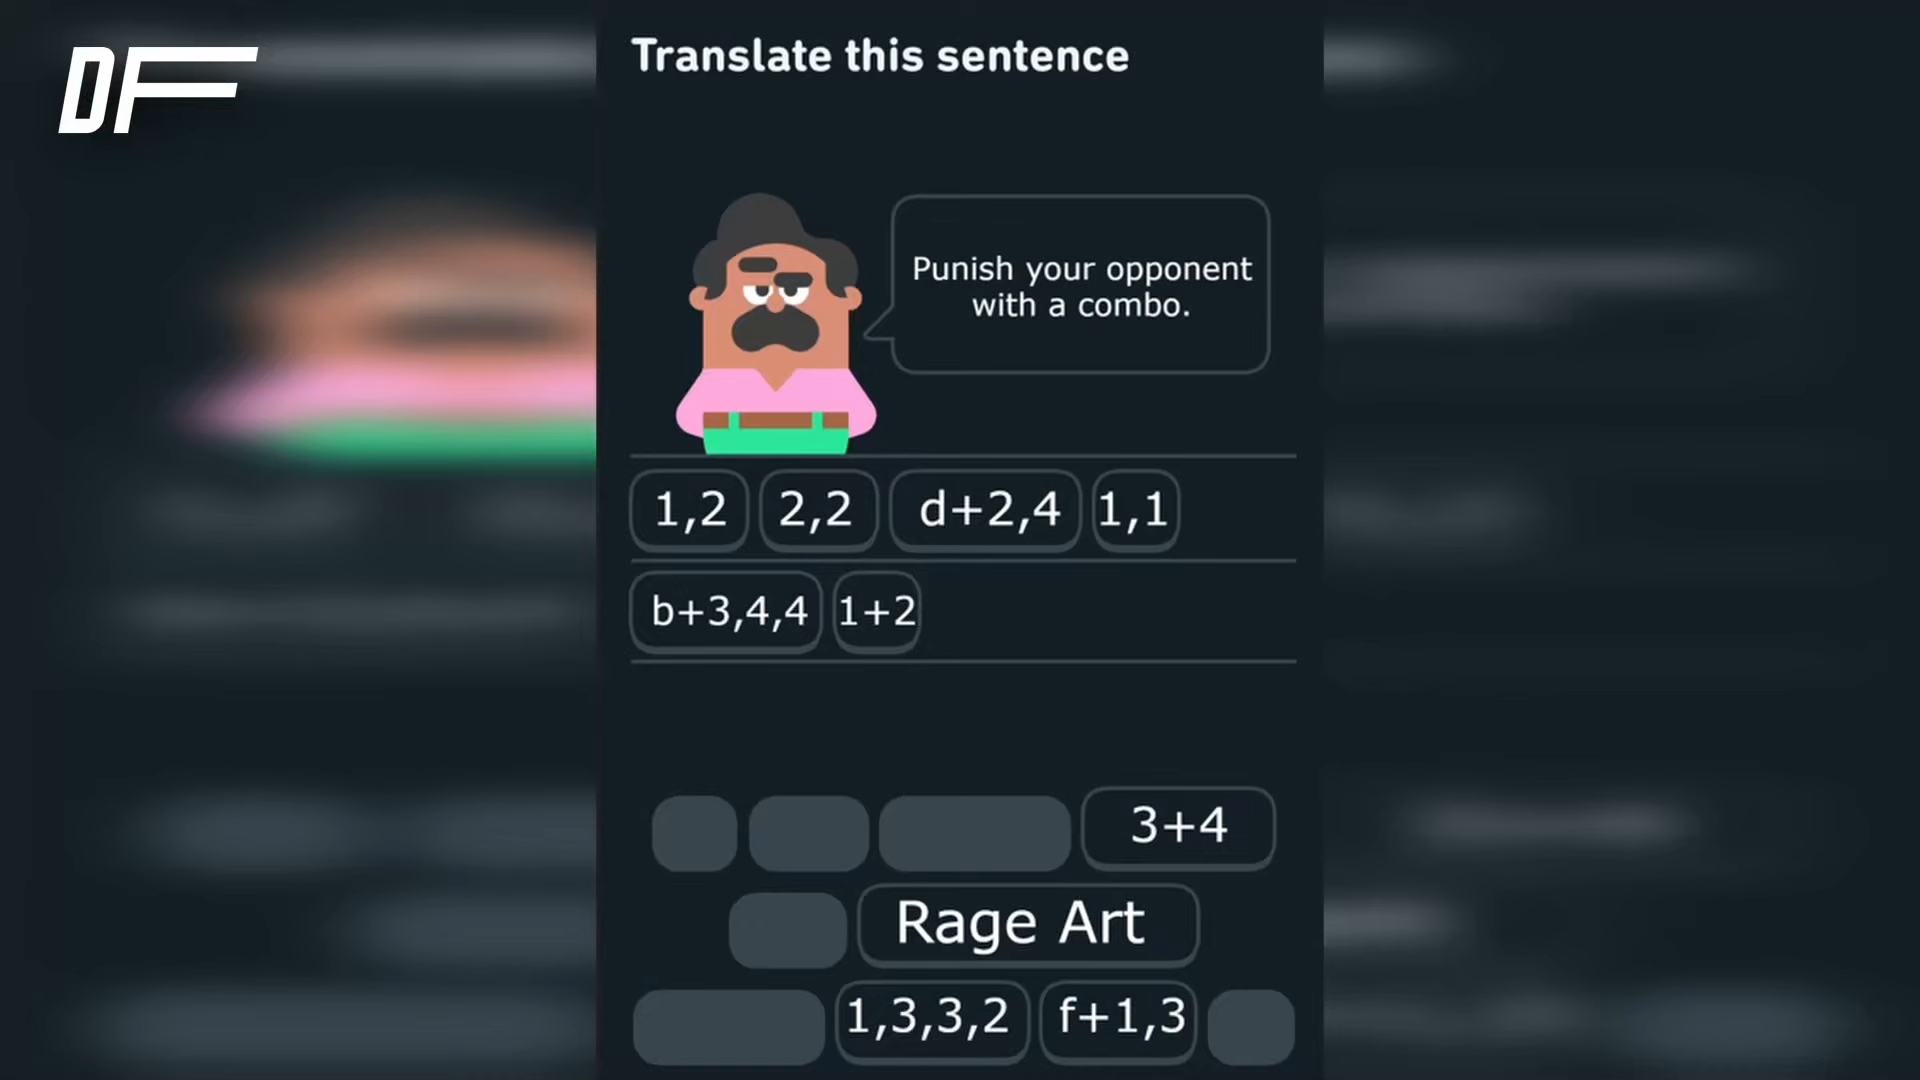 DF
Translate this sentence
Punish your opponent
with a combo.
1,2 2,2 d+2,4 1,1
b+3,4,4 1+2
3+4
Rage Art
1,3,3,2 f+1,3